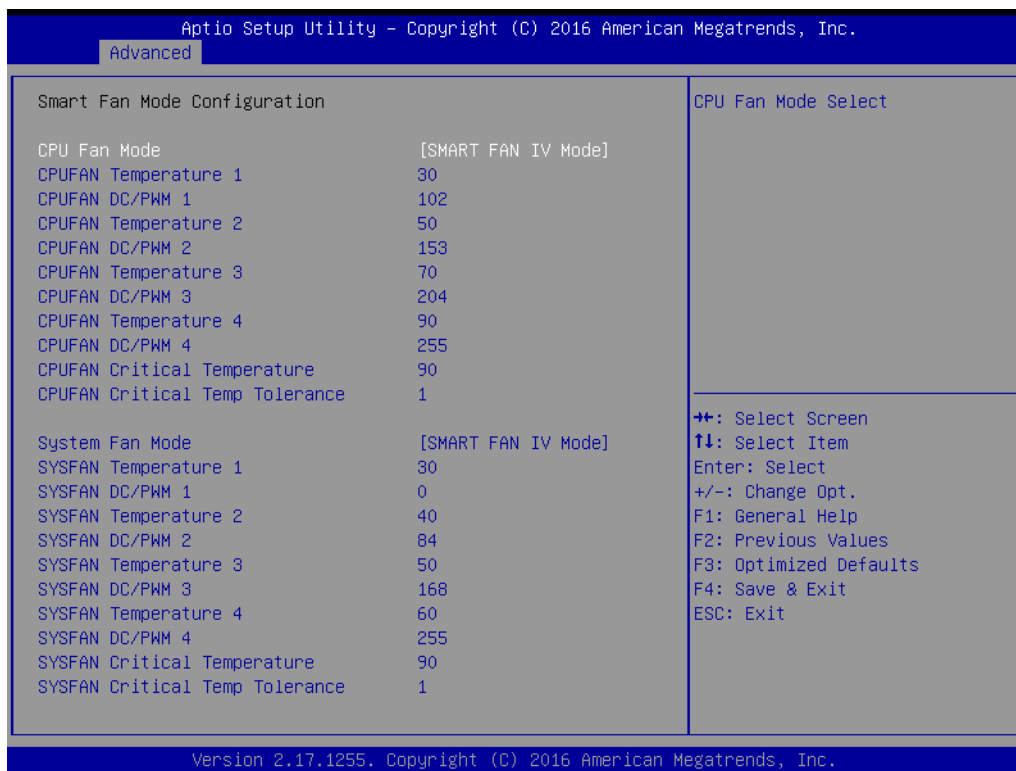 Aptio Setup Utility – Copyright (C) 2016 American Megatrends, Inc.
Advanced
Smart Fan Mode Configuration
CPU Fan Mode [SMART FAN IV Mode]
CPUFAN Temperature 1 30
CPUFAN DC/PWM 1 102
CPUFAN Temperature 2 50
CPUFAN DC/PWM 2 153
CPUFAN Temperature 3 70
CPUFAN DC/PWM 3 204
CPUFAN Temperature 4 90
CPUFAN DC/PWM 4 255
CPUFAN Critical Temperature 90
CPUFAN Critical Temp Tolerance 1
System Fan Mode [SMART FAN IV Mode]
SYSFAN Temperature 1 30
SYSFAN DC/PWM 1 0
SYSFAN Temperature 2 40
SYSFAN DC/PWM 2 84
SYSFAN Temperature 3 50
SYSFAN DC/PWM 3 168
SYSFAN Temperature 4 60
SYSFAN DC/PWM 4 255
SYSFAN Critical Temperature 90
SYSFAN Critical Temp Tolerance 1
CPU Fan Mode Select
→←: Select Screen
↑↓: Select Item
Enter: Select
+/-: Change Opt.
F1: General Help
F2: Previous Values
F3: Optimized Defaults
F4: Save & Exit
ESC: Exit
Version 2.17.1255. Copyright (C) 2016 American Megatrends, Inc.